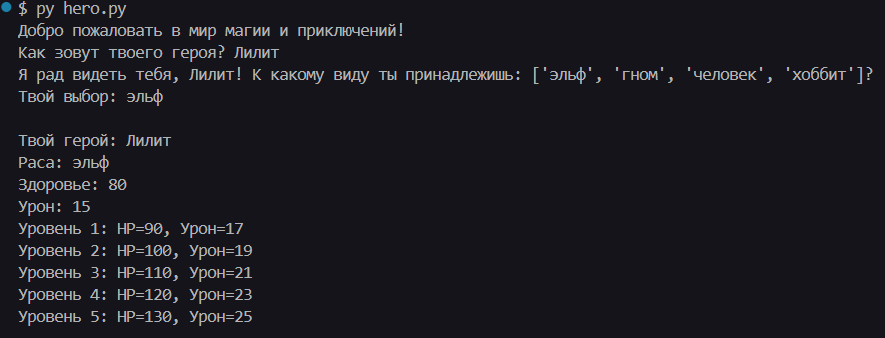 $ py hero.py
Добро пожаловать в мир магии и приключений!
Как зовут твоего героя? Лилит
Я рад видеть тебя, Лилит! К какому виду ты принадлежишь: ['эльф', 'гном', 'человек', 'хоббит']?
Твой выбор: эльф
Твой герой: Лилит
Раса: эльф
Здоровье: 80
Урон: 15
Уровень 1: HP=90, Урон=17
Уровень 2: HP=100, Урон=19
Уровень 3: HP=110, Урон=21
Уровень 4: HP=120, Урон=23
Уровень 5: HP=130, Урон=25